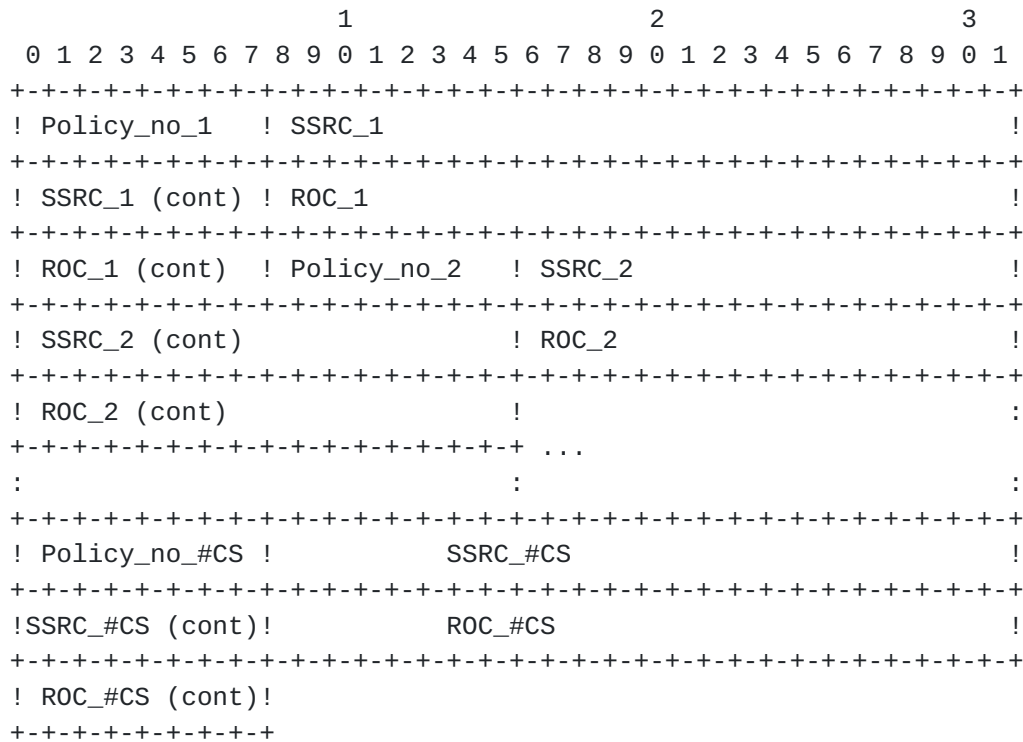 1                   2                   3
 0 1 2 3 4 5 6 7 8 9 0 1 2 3 4 5 6 7 8 9 0 1 2 3 4 5 6 7 8 9 0 1
+-+-+-+-+-+-+-+-+-+-+-+-+-+-+-+-+-+-+-+-+-+-+-+-+-+-+-+-+-+-+-+-+
! Policy_no_1   ! SSRC_1                                        !
+-+-+-+-+-+-+-+-+-+-+-+-+-+-+-+-+-+-+-+-+-+-+-+-+-+-+-+-+-+-+-+-+
! SSRC_1 (cont) ! ROC_1                                         !
+-+-+-+-+-+-+-+-+-+-+-+-+-+-+-+-+-+-+-+-+-+-+-+-+-+-+-+-+-+-+-+-+
! ROC_1 (cont)  ! Policy_no_2   ! SSRC_2                        !
+-+-+-+-+-+-+-+-+-+-+-+-+-+-+-+-+-+-+-+-+-+-+-+-+-+-+-+-+-+-+-+-+
! SSRC_2 (cont)                 ! ROC_2                         !
+-+-+-+-+-+-+-+-+-+-+-+-+-+-+-+-+-+-+-+-+-+-+-+-+-+-+-+-+-+-+-+-+
! ROC_2 (cont)                  !                               :
+-+-+-+-+-+-+-+-+-+-+-+-+-+-+-+-+ ...
:                               :                               :
+-+-+-+-+-+-+-+-+-+-+-+-+-+-+-+-+-+-+-+-+-+-+-+-+-+-+-+-+-+-+-+-+
! Policy_no_#CS !           SSRC_#CS                            !
+-+-+-+-+-+-+-+-+-+-+-+-+-+-+-+-+-+-+-+-+-+-+-+-+-+-+-+-+-+-+-+-+
!SSRC_#CS (cont)!           ROC_#CS                             !
+-+-+-+-+-+-+-+-+-+-+-+-+-+-+-+-+-+-+-+-+-+-+-+-+-+-+-+-+-+-+-+-+
! ROC_#CS (cont)!
+-+-+-+-+-+-+-+-+